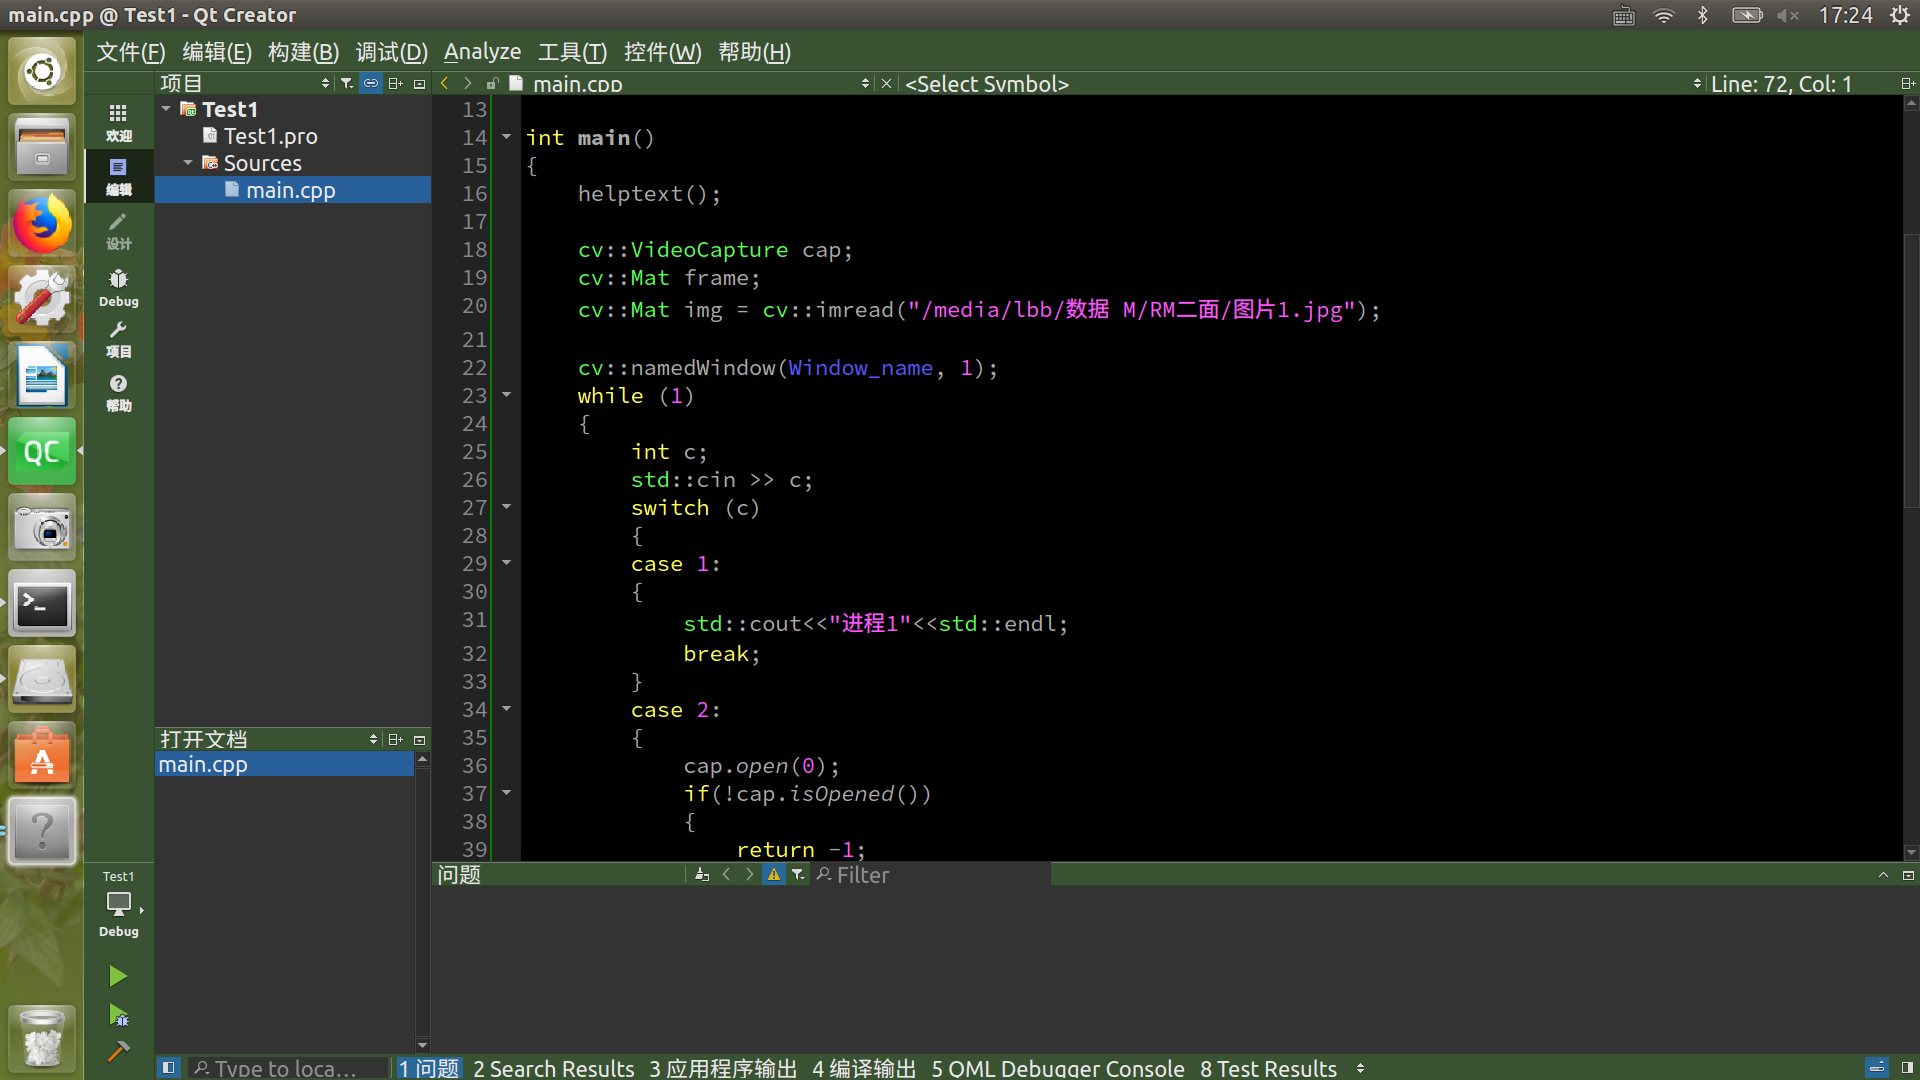 main.cpp @ Test1 - Qt Creator
17:24
文件(F) 编辑(E) 构建(B) 调试(D) Analyze 工具(T) 控件(W) 帮助(H)
项目
main.cpp
<Select Symbol>
Line: 72, Col: 1
欢迎
编辑
设计
Debug
项目
帮助
Test1
Test1.pro
Sources
main.cpp
13
14 int main()
15 {
16 helptext();
17
18 cv::VideoCapture cap;
19 cv::Mat frame;
20 cv::Mat img = cv::imread("/media/lbb/数据 M/RM二面/图片1.jpg");
21
22 cv::namedWindow(Window_name, 1);
23 while (1)
24 {
25 int c;
26 std::cin >> c;
27 switch (c)
28 {
29 case 1:
30 {
31 std::cout<<"进程1"<<std::endl;
32 break;
33 }
34 case 2:
35 {
36 cap.open(0);
37 if(!cap.isOpened())
38 {
39 return -1;
打开文档
main.cpp
问题
Filter
QC
Test1
Debug
Type to loca...
1 问题 2 Search Results 3 应用程序输出 4 编译输出 5 QML Debugger Console 8 Test Results